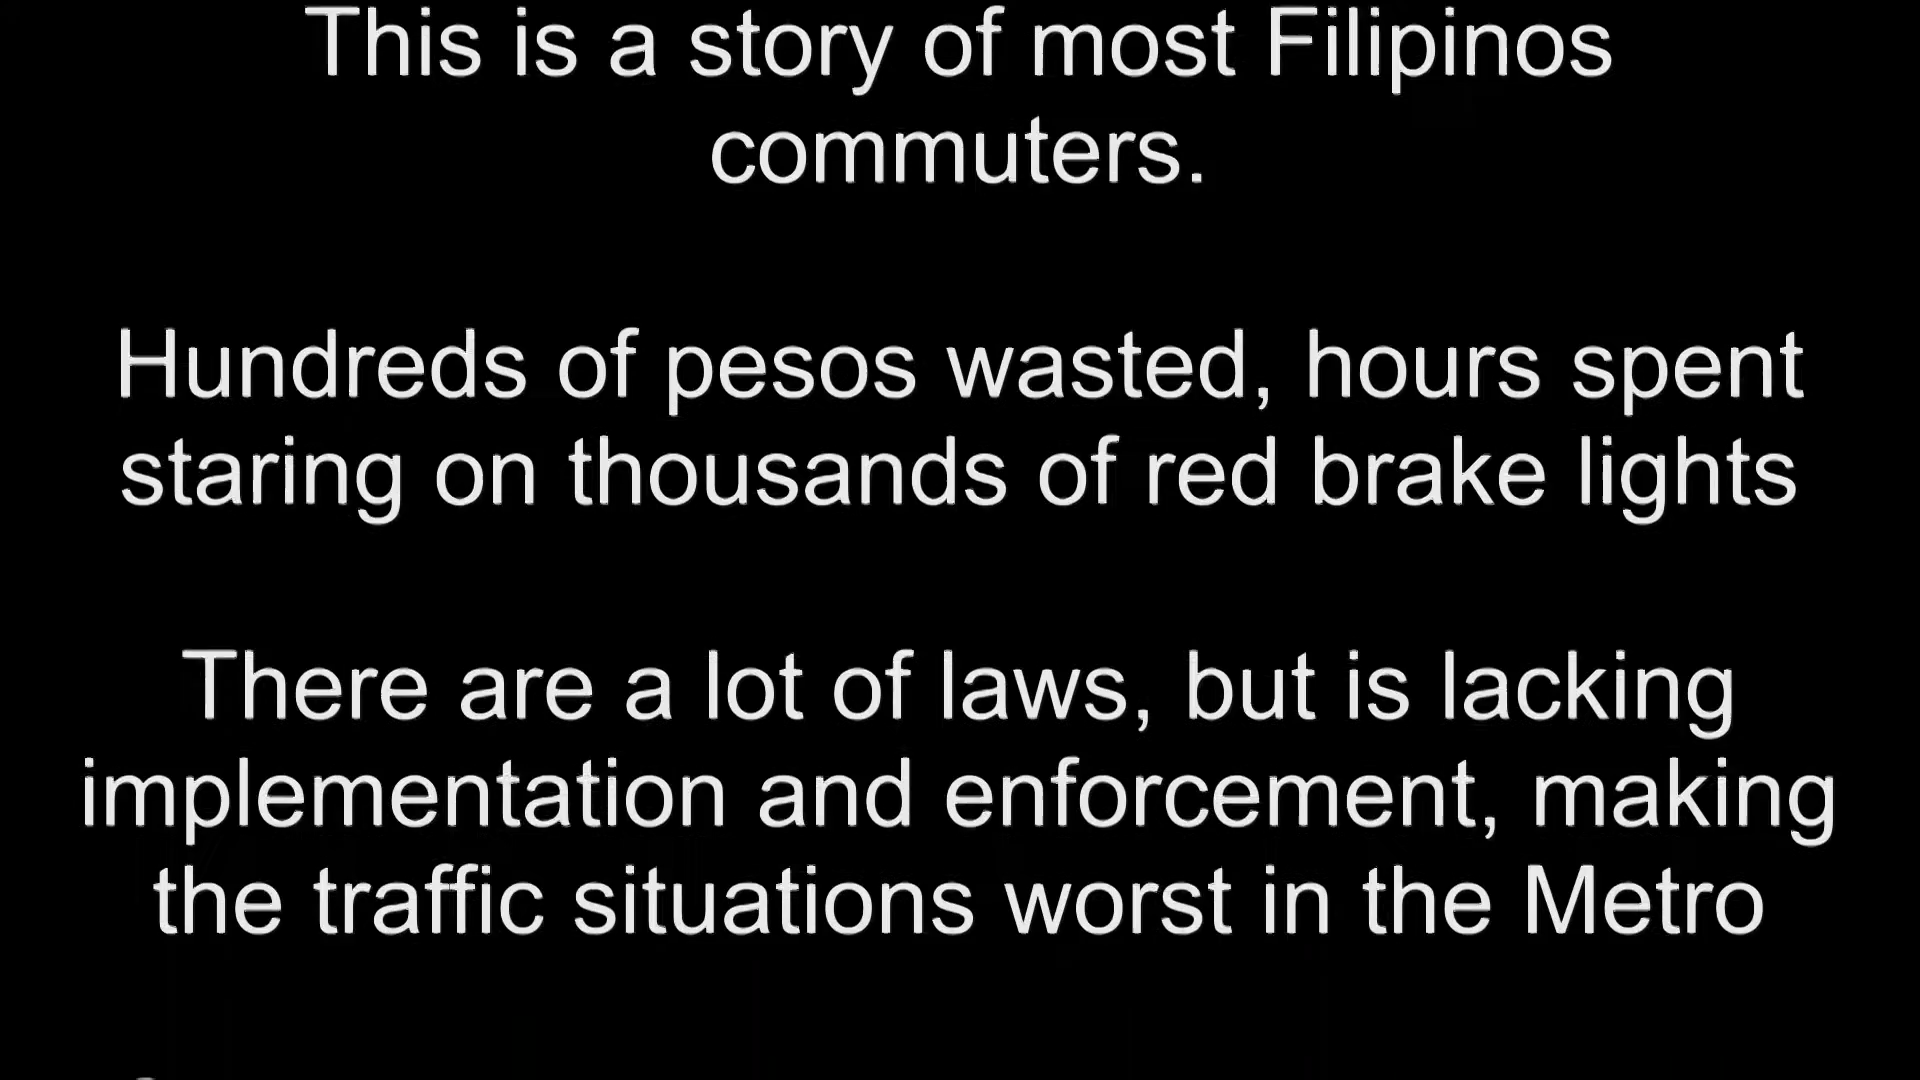 This is a story of most Filipinos
commuters.
Hundreds of pesos wasted, hours spent
staring on thousands of red brake lights
There are a lot of laws, but is lacking
implementation and enforcement, making
the traffic situations worst in the Metro